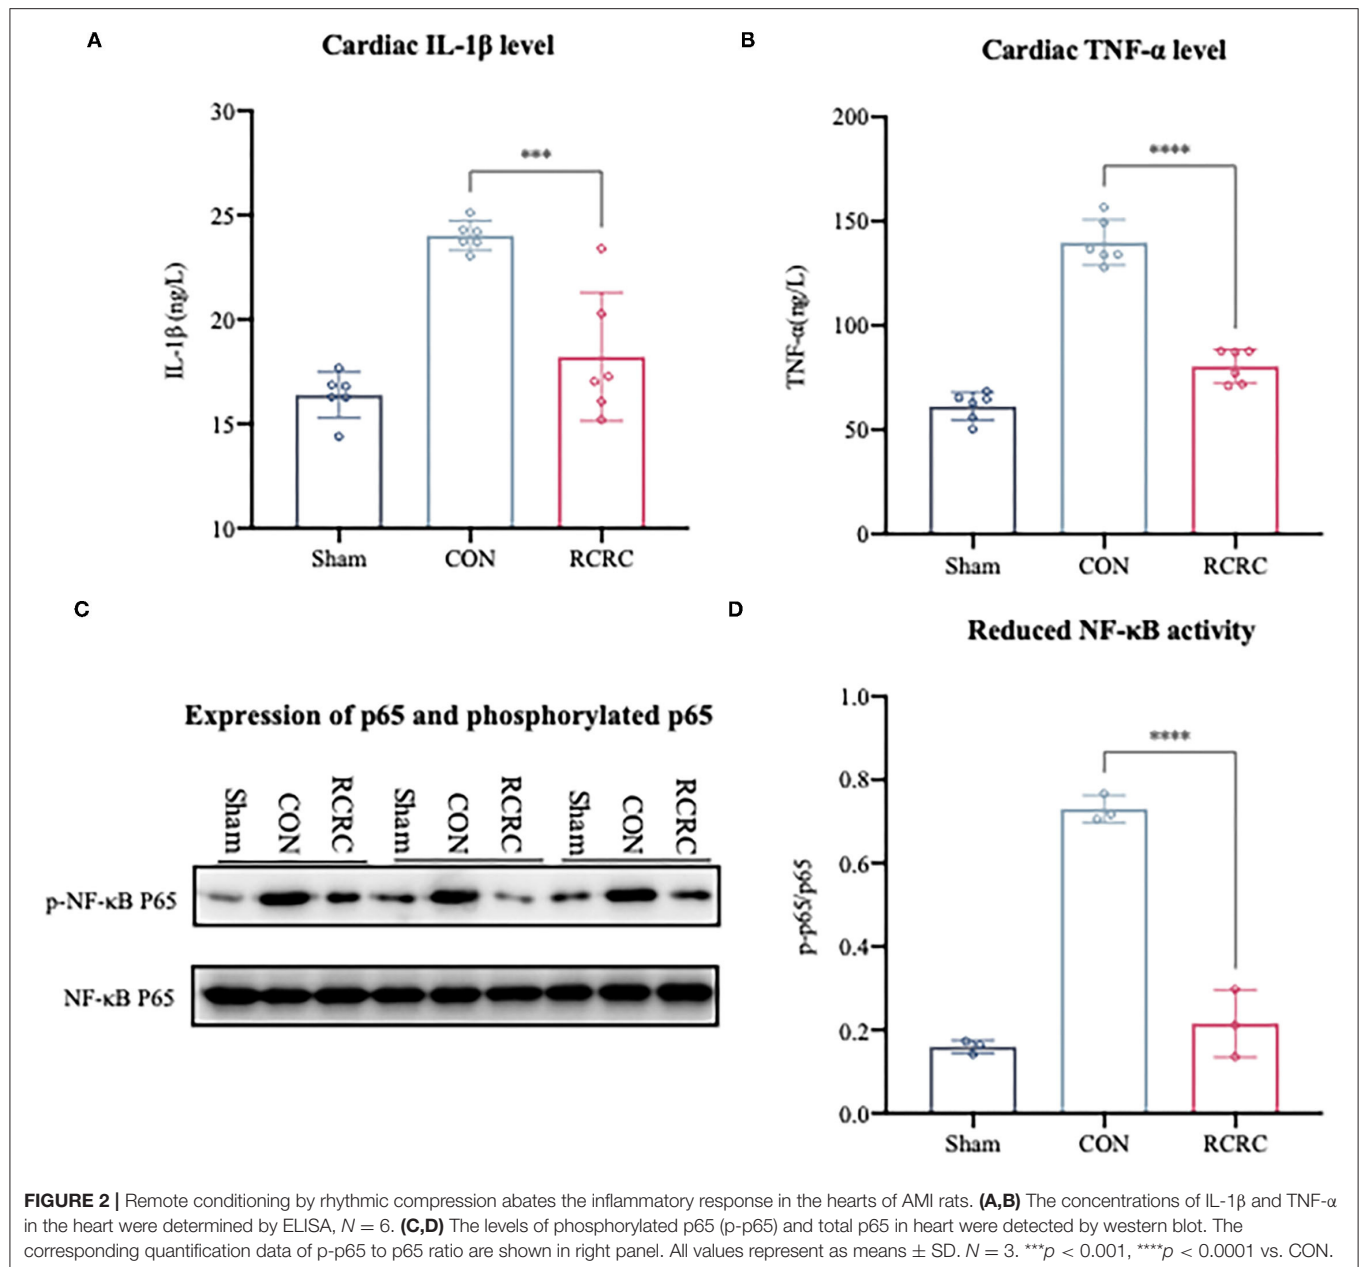 A
Cardiac IL-1β level
30
25
20
15
10
IL-1β (ng/L)
***
Sham
CON
RCRC
B
Cardiac TNF-α level
200
150
100
50
0
TNF-α(ng/L)
****
Sham
CON
RCRC
C
Expression of p65 and phosphorylated p65
Sham
CON
RCRC
Sham
CON
RCRC
Sham
CON
RCRC
p-NF-κB P65
NF-κB P65
D
Reduced NF-κB activity
1.0
0.8
0.6
0.4
0.2
0.0
p-p65/p65
****
Sham
CON
RCRC
FIGURE 2 | Remote conditioning by rhythmic compression abates the inflammatory response in the hearts of AMI rats. (A,B) The concentrations of IL-1β and TNF-α
in the heart were determined by ELISA, N = 6. (C,D) The levels of phosphorylated p65 (p-p65) and total p65 in heart were detected by western blot. The
corresponding quantification data of p-p65 to p65 ratio are shown in right panel. All values represent as means ± SD. N = 3. ***p < 0.001, ****p < 0.0001 vs. CON.